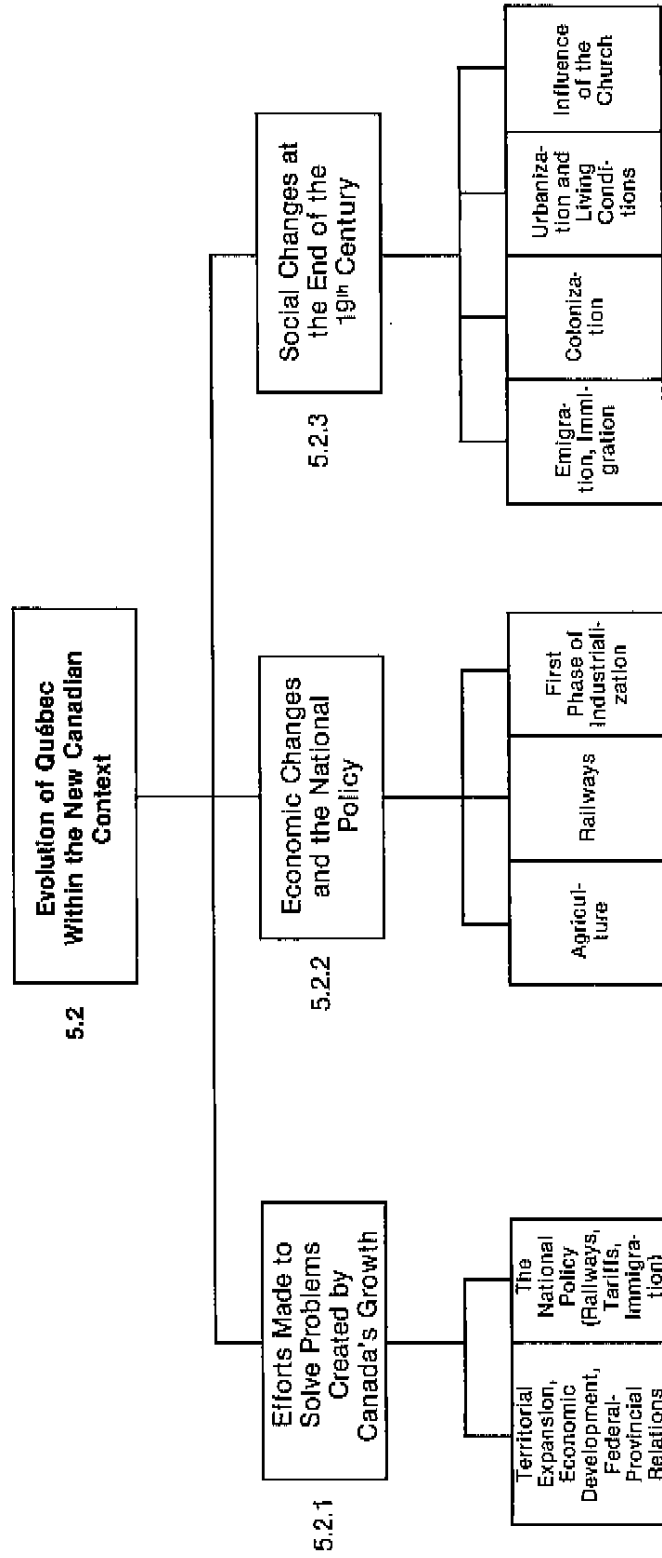 5.2
Evolution of Québec
Within the New Canadian
Context
5.2.1
Efforts Made to
Solve Problems
Created by
Canada's Growth
Territorial
Expansion,
Economic
Development,
Federal-
Provincial
Relations
The
National
Policy
(Railways,
Tariffs,
Immigra-
tion)
5.2.2
Economic Changes
and the National
Policy
Agricul-
ture
Railways
First
Phase of
Industriali-
zation
5.2.3
Social Changes at
the End of the
19th Century
Emigra-
tion, Immi-
gration
Coloniza-
tion
Urbaniza-
tion and
Living
Condi-
tions
Influence
of the
Church